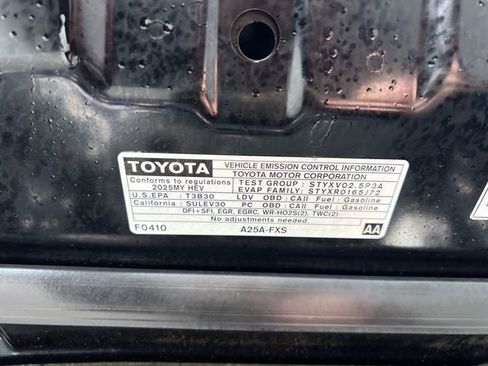 TOYOTA
VEHICLE EMISSION CONTROL INFORMATION
TOYOTA MOTOR CORPORATION
Conforms to regulations
2025MY HEV
TEST GROUP : STYXV02.5P3A
EVAP FAMILY: STYXR0165J72
U.S.EPA : T3B30 LDV OBD : CAII Fuel : Gasoline
California : SULEV30 PC OBD : CAII Fuel : Gasoline
DFI+SFI, EGR, EGRC, WR-HO2S(2), TWC(2)
No adjustments needed.
F0410 A25A-FXS AA